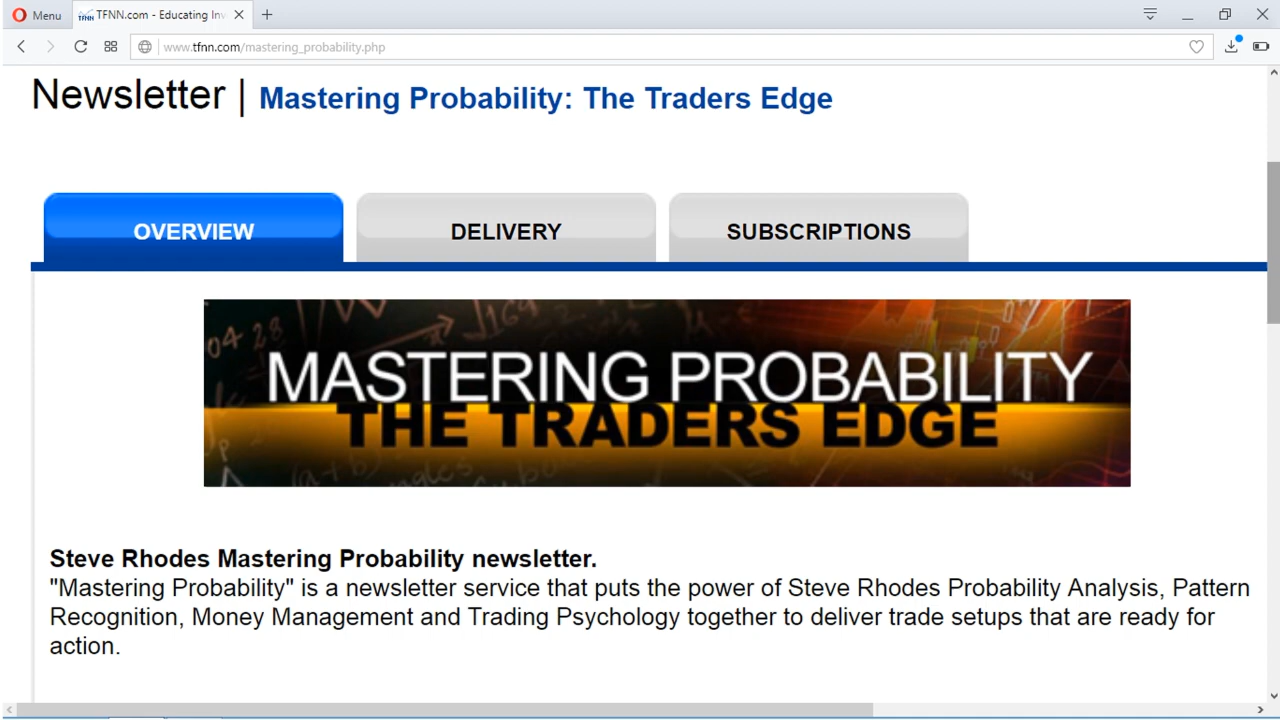 Menu
TFNN.com - Educating Inv
www.tfnn.com/mastering_probability.php
Newsletter | Mastering Probability: The Traders Edge
OVERVIEW
DELIVERY
SUBSCRIPTIONS
MASTERING PROBABILITY
THE TRADERS EDGE
Steve Rhodes Mastering Probability newsletter.
"Mastering Probability" is a newsletter service that puts the power of Steve Rhodes Probability Analysis, Pattern
Recognition, Money Management and Trading Psychology together to deliver trade setups that are ready for
action.